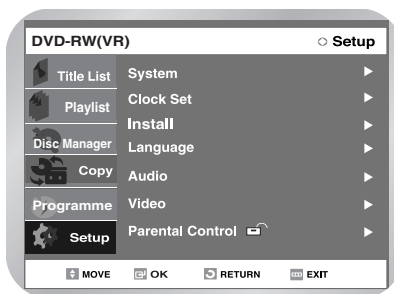 DVD-RW(VR) Setup
Title List
Playlist
Disc Manager
Copy
Programme
Setup
System
Clock Set
Install
Language
Audio
Video
Parental Control
MOVE OK RETURN EXIT